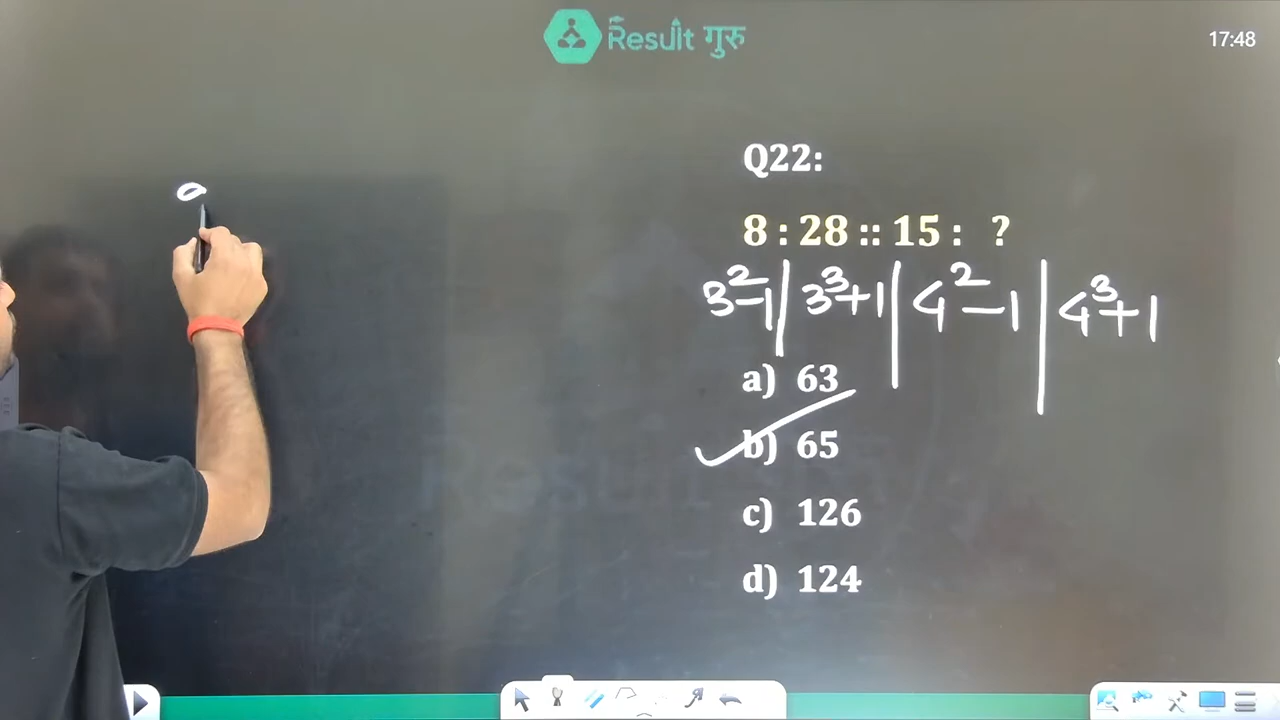 Result गुरु
17:48
Q22:
8 : 28 :: 15 : ?
3²-1 | 3³+1 | 4²-1 | 4³+1
a) 63
b) 65
c) 126
d) 124